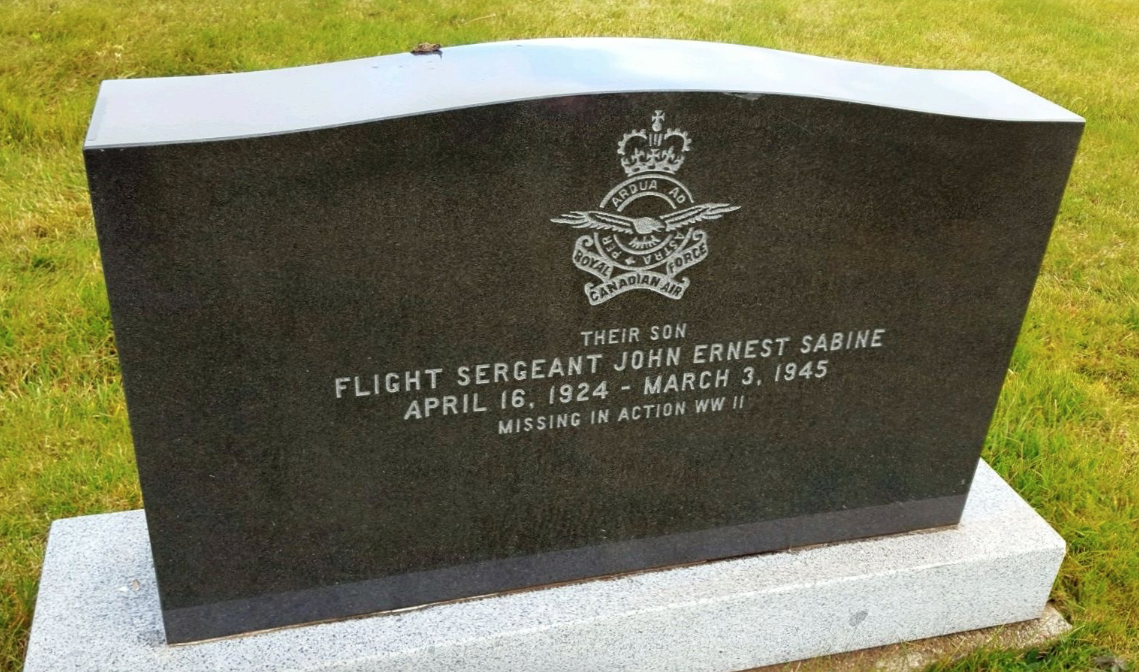 PER ARDUA AD ASTRA
ROYAL CANADIAN AIR FORCE
THEIR SON
FLIGHT SERGEANT JOHN ERNEST SABINE
APRIL 16, 1924 - MARCH 3, 1945
MISSING IN ACTION WW II